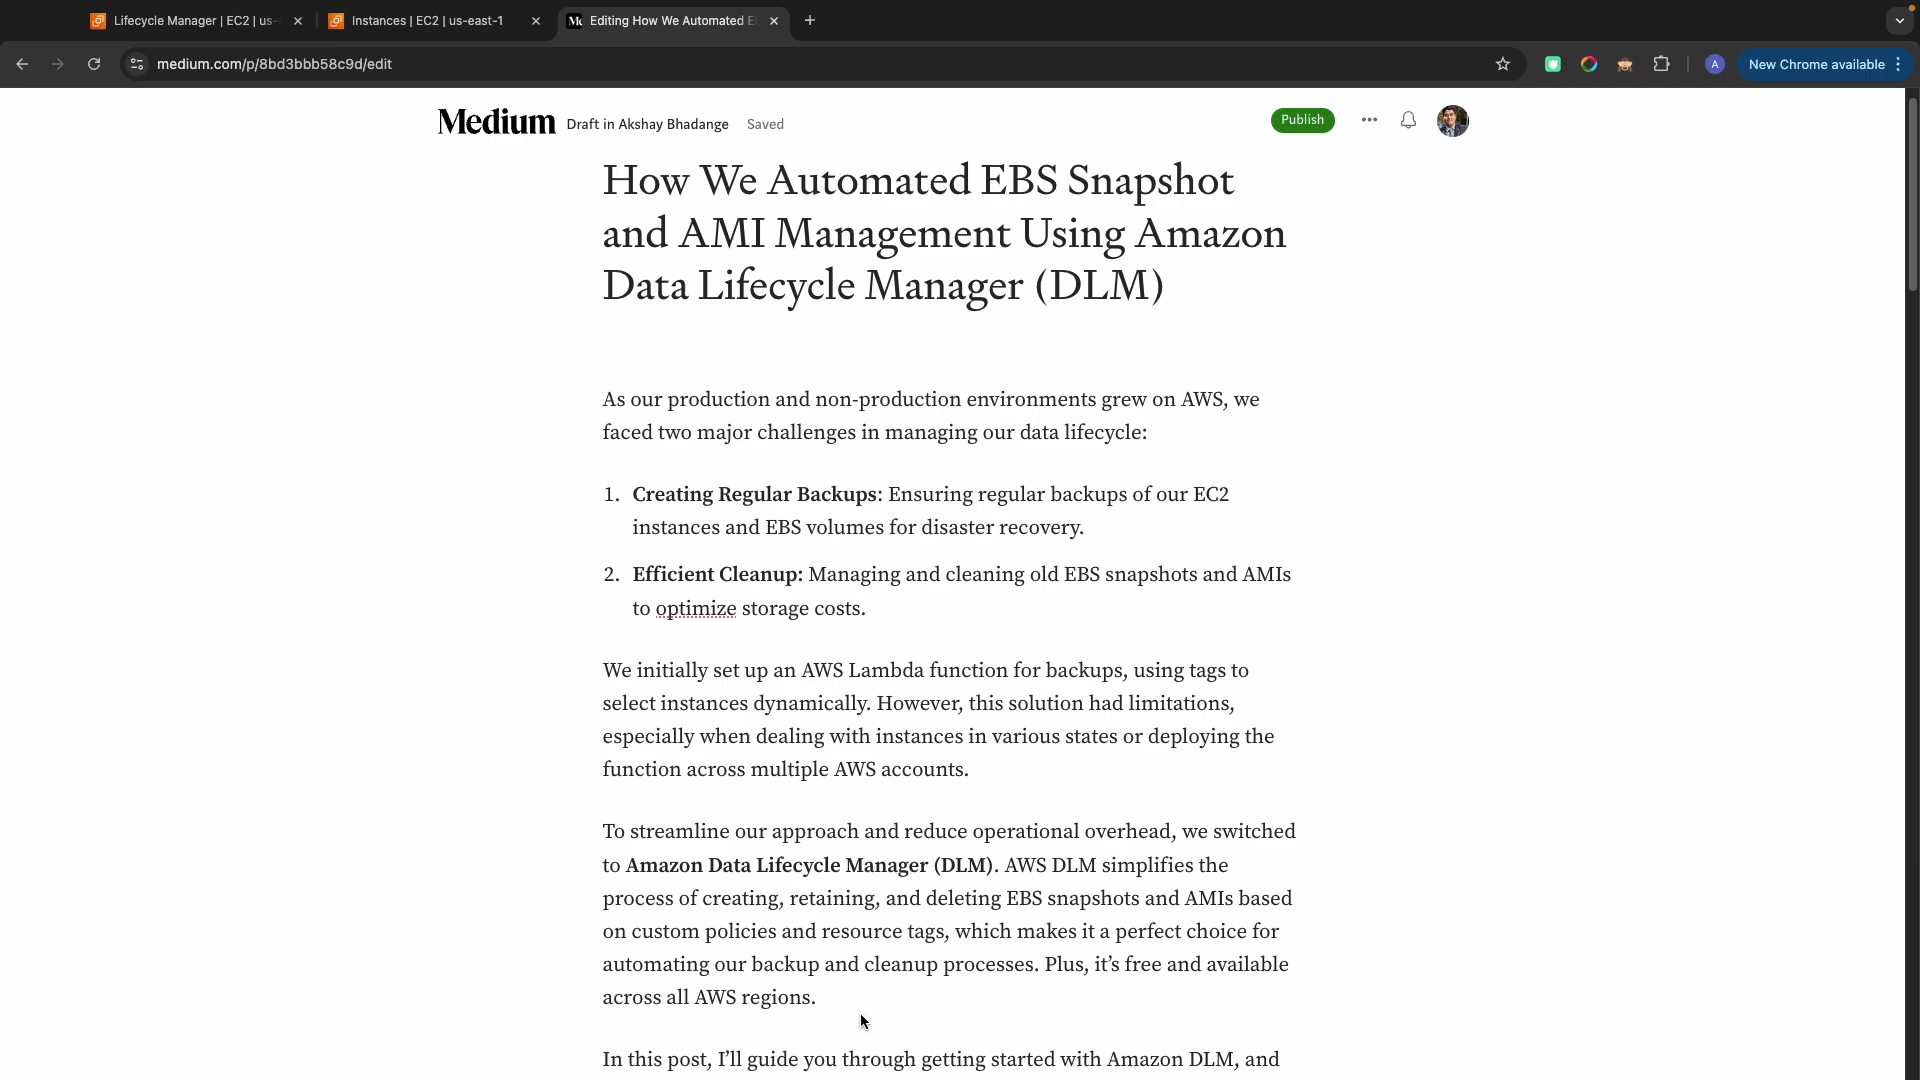 Lifecycle Manager | EC2 | us-
Instances | EC2 | us-east-1
Editing How We Automated E
medium.com/p/8bd3bbb58c9d/edit
A
New Chrome available
Medium
Draft in Akshay Bhadange
Saved
Publish
How We Automated EBS Snapshot
and AMI Management Using Amazon
Data Lifecycle Manager (DLM)
As our production and non-production environments grew on AWS, we
faced two major challenges in managing our data lifecycle:
1. Creating Regular Backups: Ensuring regular backups of our EC2
instances and EBS volumes for disaster recovery.
2. Efficient Cleanup: Managing and cleaning old EBS snapshots and AMIs
to optimize storage costs.
We initially set up an AWS Lambda function for backups, using tags to
select instances dynamically. However, this solution had limitations,
especially when dealing with instances in various states or deploying the
function across multiple AWS accounts.
To streamline our approach and reduce operational overhead, we switched
to Amazon Data Lifecycle Manager (DLM). AWS DLM simplifies the
process of creating, retaining, and deleting EBS snapshots and AMIs based
on custom policies and resource tags, which makes it a perfect choice for
automating our backup and cleanup processes. Plus, it’s free and available
across all AWS regions.
In this post, I’ll guide you through getting started with Amazon DLM, and